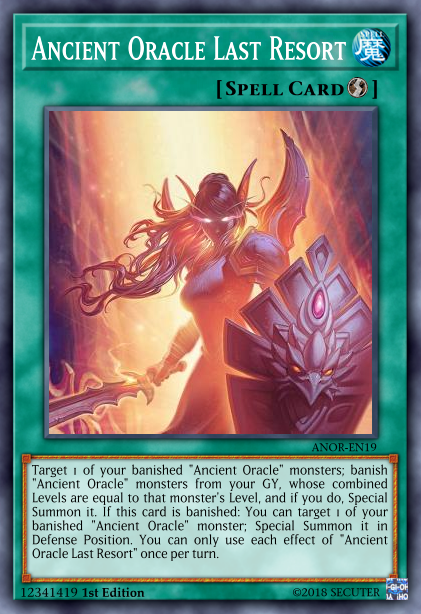 ANCIENT ORACLE LAST RESORT 魔
[SPELL CARD]
ANOR-EN19
Target 1 of your banished "Ancient Oracle" monsters; banish
"Ancient Oracle" monsters from your GY, whose combined
Levels are equal to that monster's Level, and if you do, Special
Summon it. If this card is banished: You can target 1 of your
banished "Ancient Oracle" monster; Special Summon it in
Defense Position. You can only use each effect of "Ancient
Oracle Last Resort" once per turn.
12341419 1st Edition ©2018 SECUTER